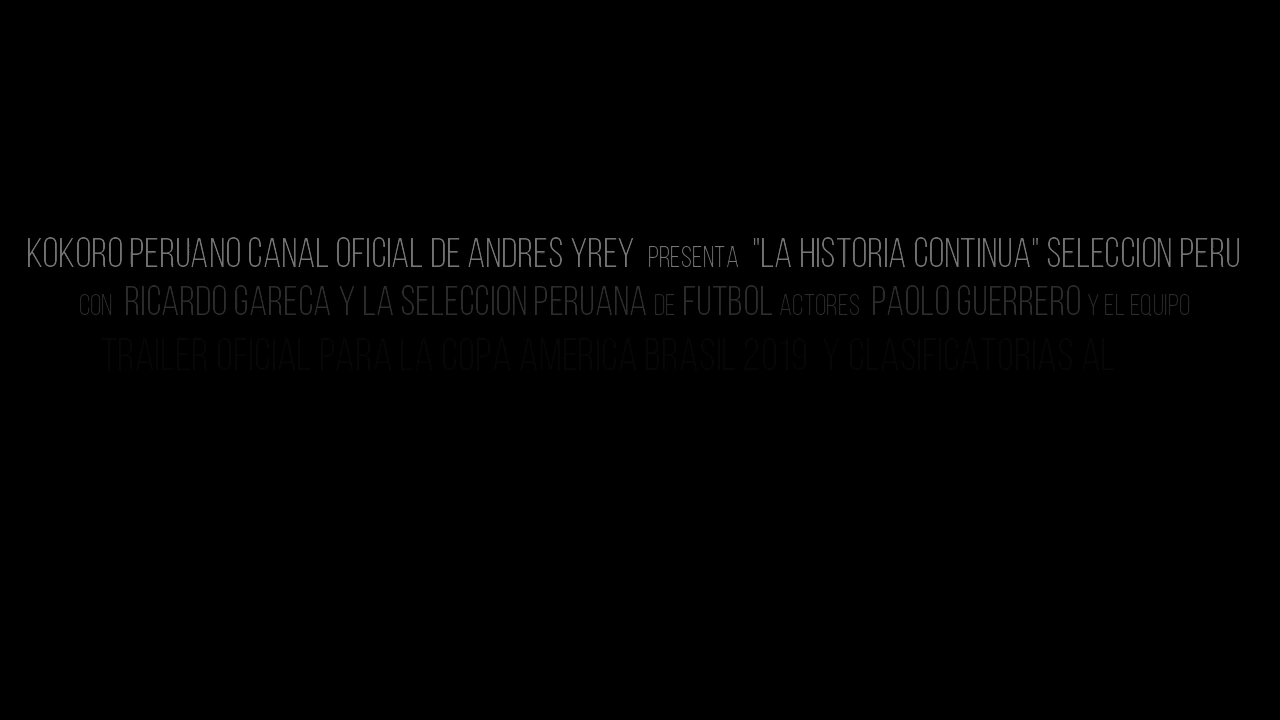 KOKORO PERUANO CANAL OFICIAL DE ANDRES YREY PRESENTA "LA HISTORIA CONTINUA" SELECCION PERU
CON RICARDO GARECA Y LA SELECCION PERUANA DE FUTBOL ACTORES PAOLO GUERRERO Y EL EQUIPO
TRAILER OFICIAL PARA LA COPA AMERICA BRASIL 2019 Y CLASIFICATORIAS AL